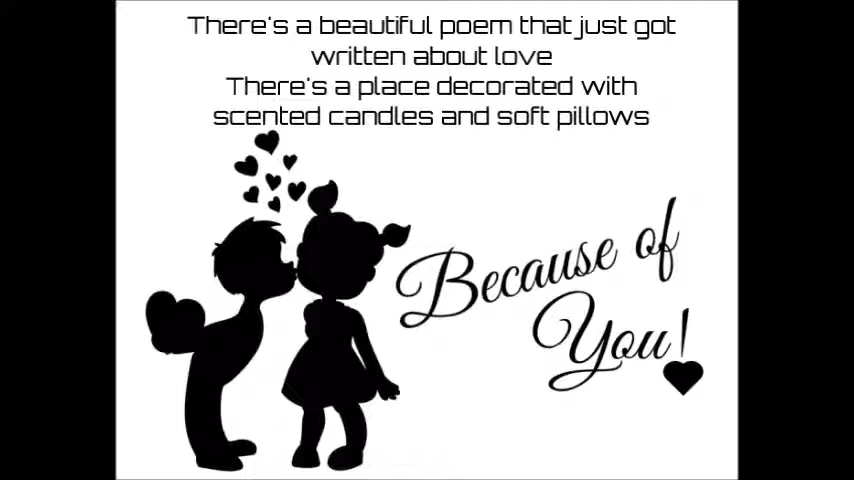 There's a beautiful poem that just got
written about love
There's a place decorated with
scented candles and soft pillows
Because of
You!